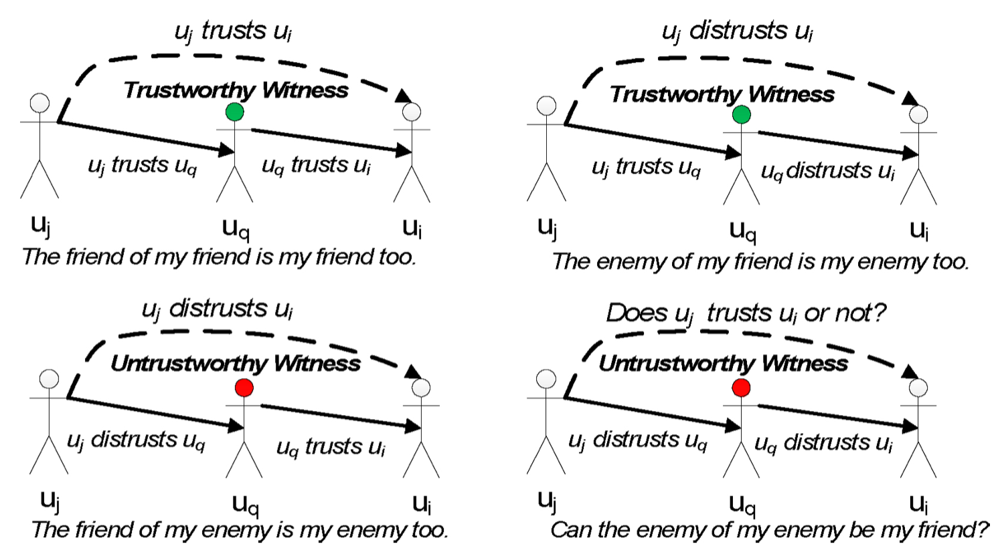 uj trusts ui
Trustworthy Witness
uj trusts uq
uq trusts ui
uj
uq
ui
The friend of my friend is my friend too.
uj distrusts ui
Trustworthy Witness
uj trusts uq
uq distrusts ui
uj
uq
ui
The enemy of my friend is my enemy too.
uj distrusts ui
Untrustworthy Witness
uj distrusts uq
uq trusts ui
uj
uq
ui
The friend of my enemy is my enemy too.
Does uj trusts ui or not?
Untrustworthy Witness
uj distrusts uq
uq distrusts ui
uj
uq
ui
Can the enemy of my enemy be my friend?